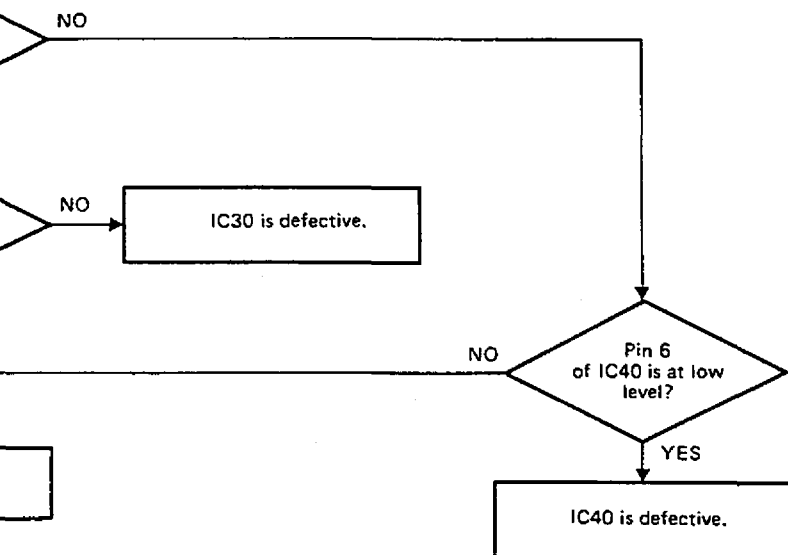 NO
NO
IC30 is defective.
NO
Pin 6
of IC40 is at low
level?
YES
IC40 is defective.